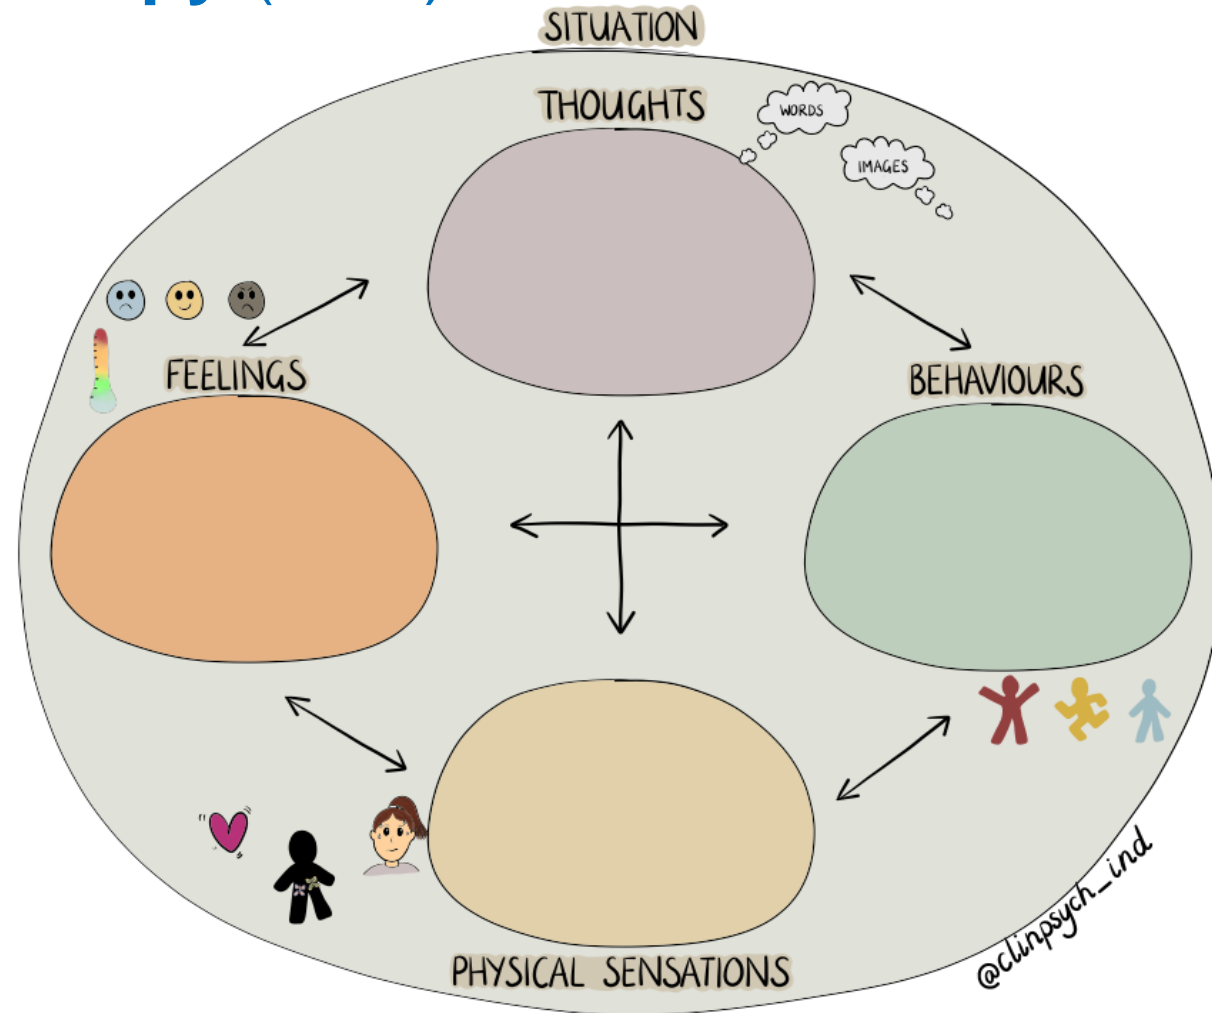 SITUATION
THOUGHTS
WORDS
IMAGES
FEELINGS
BEHAVIOURS
PHYSICAL SENSATIONS
@clinpsych_ind